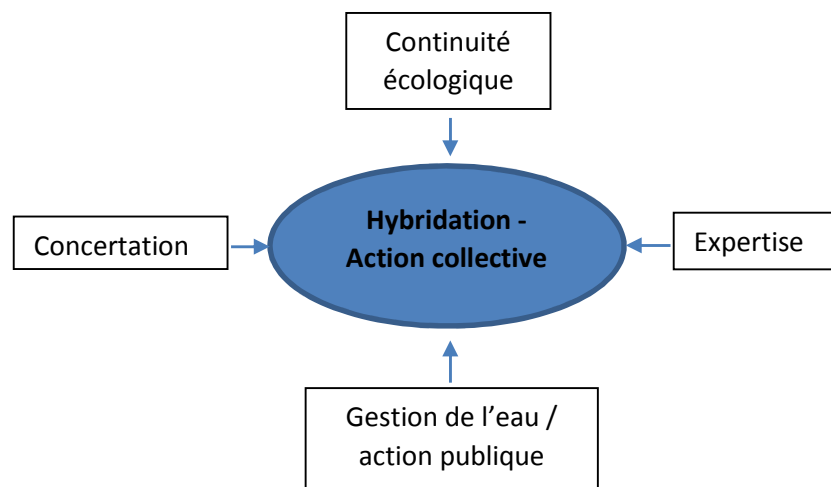 Continuité
écologique
Hybridation -
Action collective
Concertation
Expertise
Gestion de l’eau /
action publique